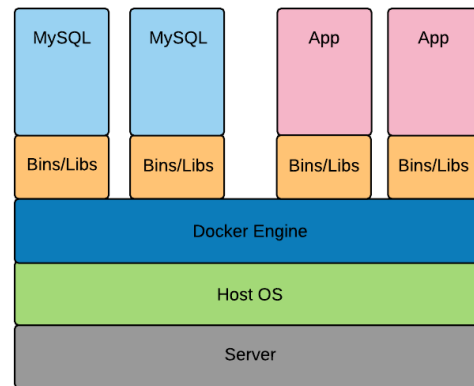 MySQL
MySQL
App
App
Bins/Libs
Bins/Libs
Bins/Libs
Bins/Libs
Docker Engine
Host OS
Server